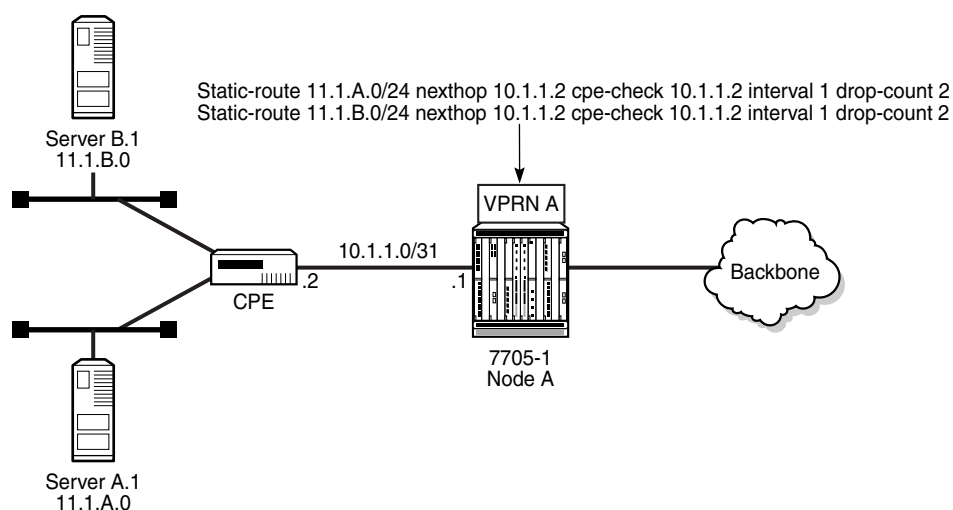 Static-route 11.1.A.0/24 nexthop 10.1.1.2 cpe-check 10.1.1.2 interval 1 drop-count 2
Static-route 11.1.B.0/24 nexthop 10.1.1.2 cpe-check 10.1.1.2 interval 1 drop-count 2
Server B.1
11.1.B.0
VPRN A
10.1.1.0/31
.2
.1
CPE
Backbone
7705-1
Node A
Server A.1
11.1.A.0